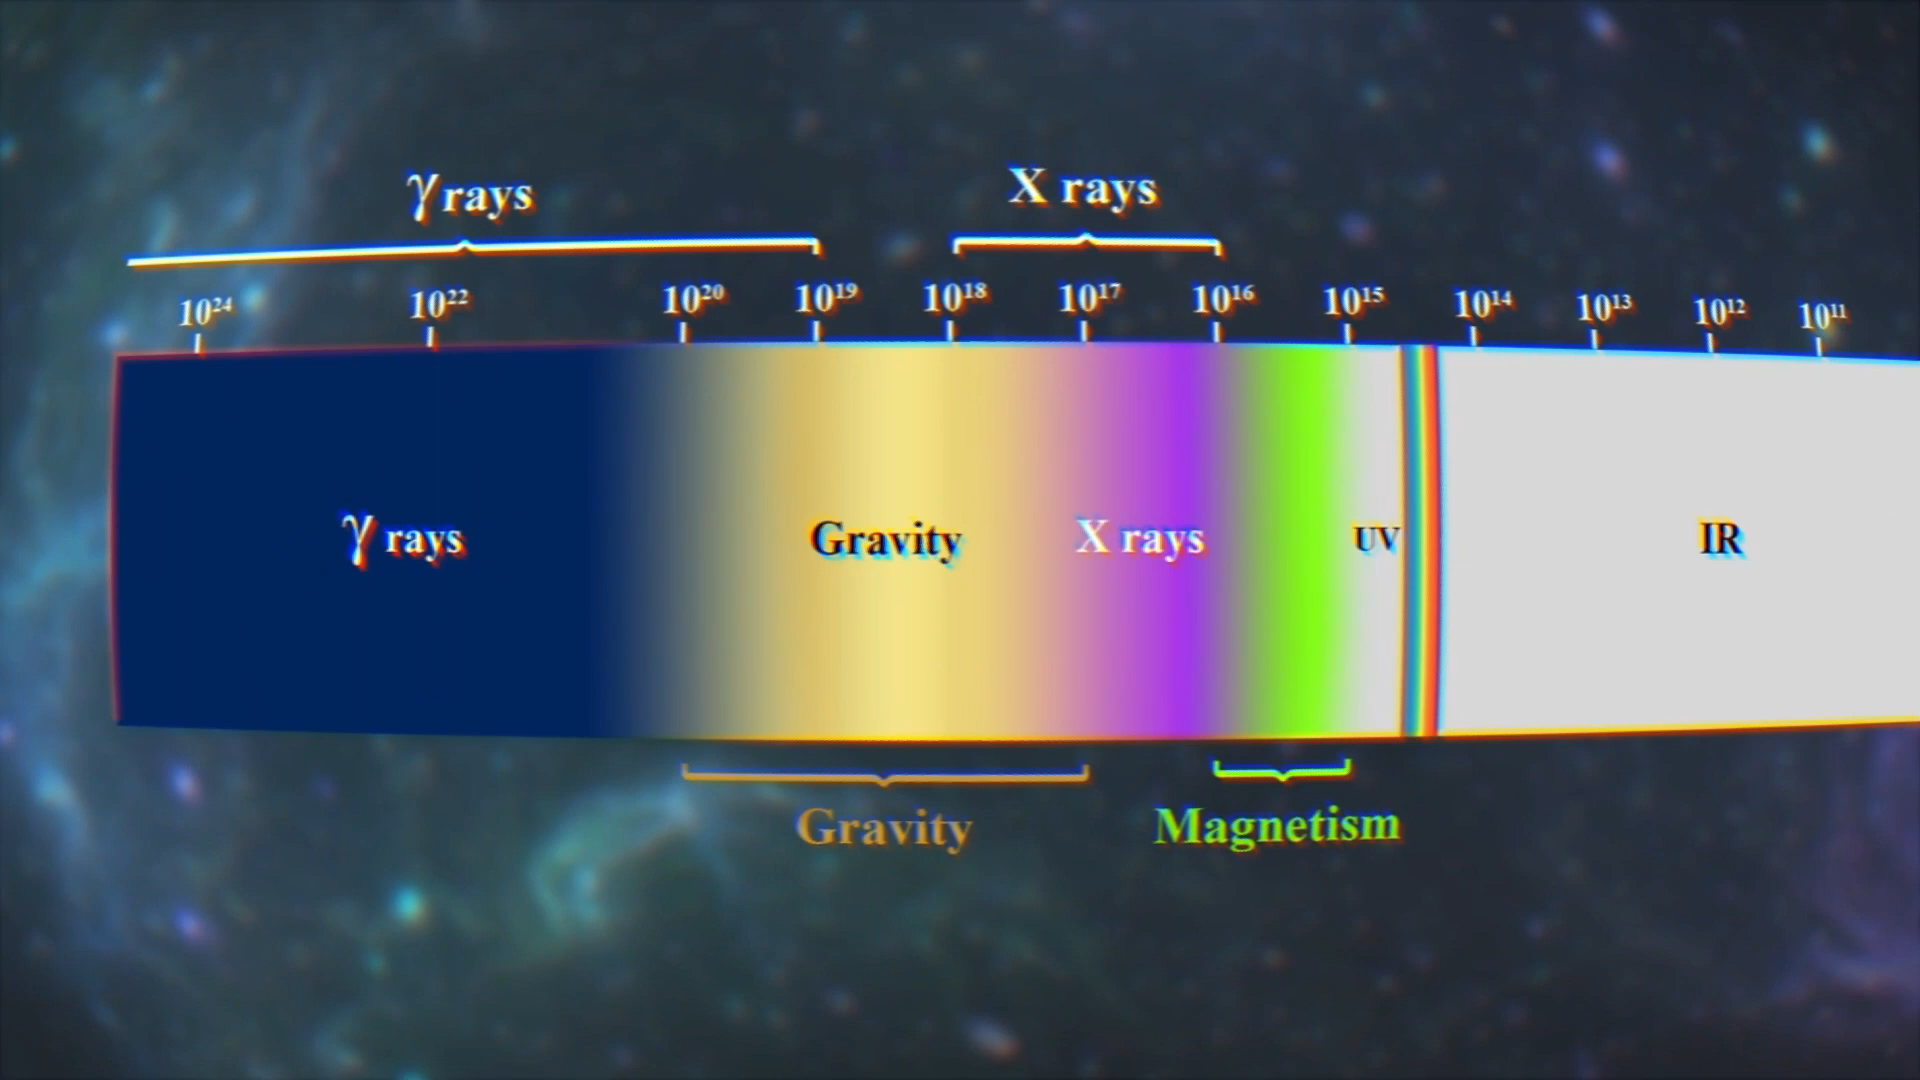 γ rays
X rays
10²⁴ 10²² 10²⁰ 10¹⁹ 10¹⁸ 10¹⁷ 10¹⁶ 10¹⁵ 10¹⁴ 10¹³ 10¹² 10¹¹
γ rays
Gravity
X rays
UV
IR
Gravity
Magnetism